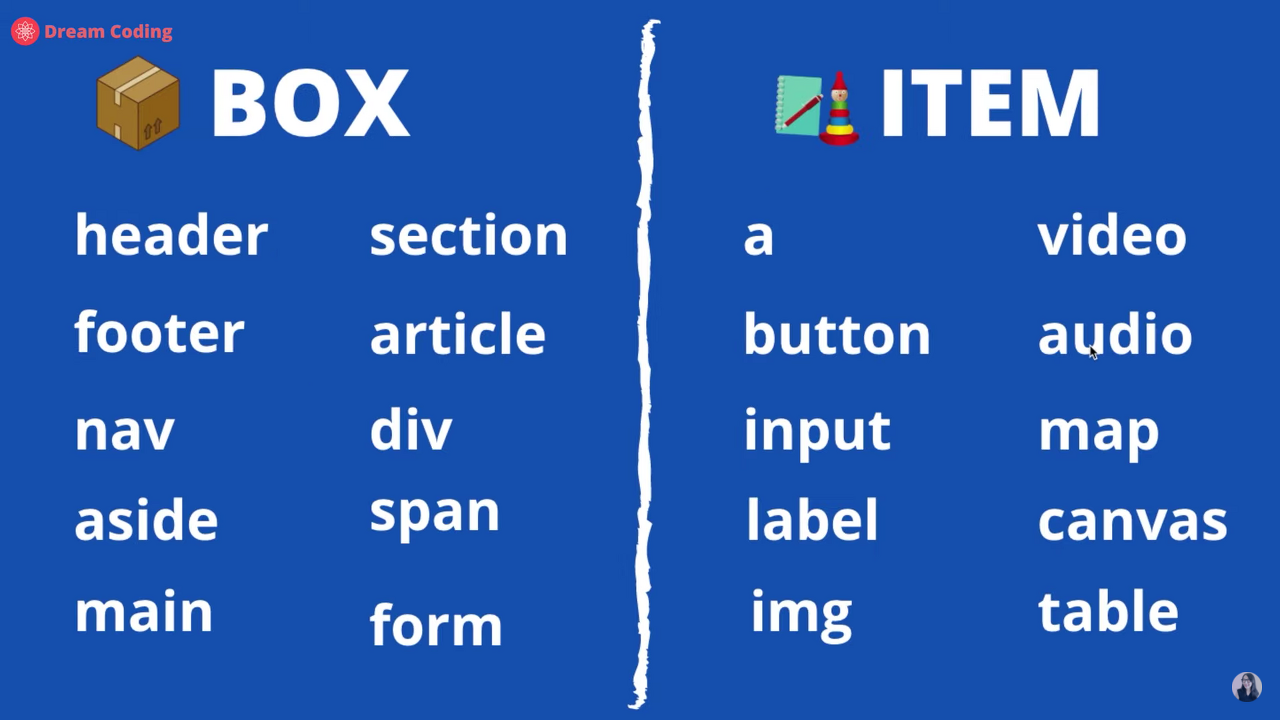 Dream Coding
BOX
header
footer
nav
aside
main
section
article
div
span
form
ITEM
a
button
input
label
img
video
audio
map
canvas
table